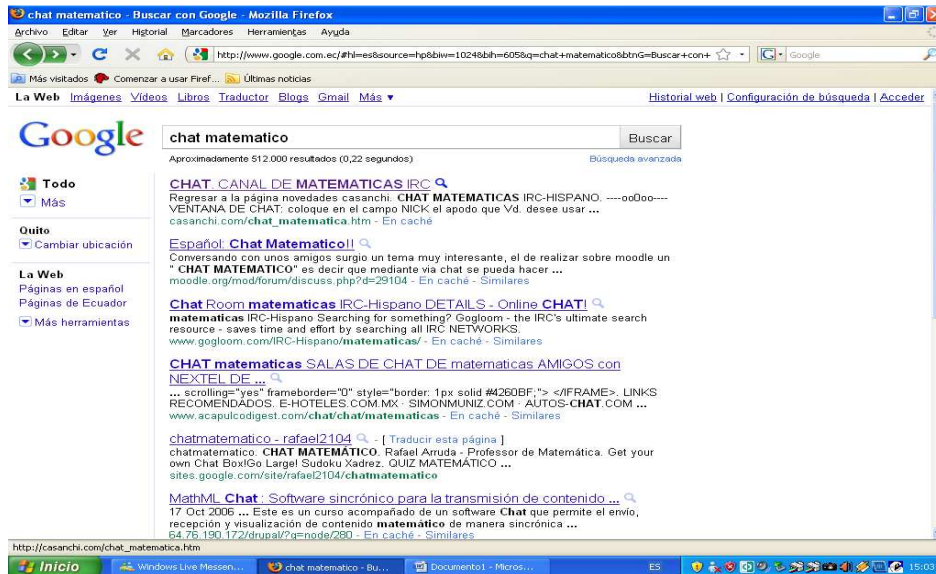 chat matematico - Buscar con Google - Mozilla Firefox
Archivo Editar Ver Historial Marcadores Herramientas Ayuda
http://www.google.com.ec/#hl=es&source=hp&biw=1024&bih=605&q=chat+matematico&btnG=Buscar+con+ Google
Más visitados Comenzar a usar Firef... Últimas noticias
La Web Imágenes Vídeos Libros Traductor Blogs Gmail Más Historial web | Configuración de búsqueda | Acceder
Google chat matematico Buscar
Aproximadamente 512.000 resultados (0,22 segundos) Búsqueda avanzada
Todo
Más
Quito
Cambiar ubicación
La Web
Páginas en español
Páginas de Ecuador
Más herramientas
CHAT. CANAL DE MATEMATICAS IRC
Regresar a la página novedades casanchi. CHAT MATEMATICAS IRC-HISPANO. ----oo0oo----
VENTANA DE CHAT: coloque en el campo NICK el apodo que Vd. desee usar ...
casanchi.com/chat_matematica.htm - En caché
Español: Chat Matematico!!
Conversando con unos amigos surgio un tema muy interesante, el de realizar sobre moodle un
" CHAT MATEMATICO" es decir que mediante via chat se pueda hacer ...
moodle.org/mod/forum/discuss.php?d=29104 - En caché - Similares
Chat Room matematicas IRC-Hispano DETAILS - Online CHAT!
matematicas IRC-Hispano Searching for something? Gogloom - the IRC's ultimate search
resource - saves time and effort by searching all IRC NETWORKS.
www.gogloom.com/IRC-Hispano/matematicas/ - En caché - Similares
CHAT matematicas SALAS DE CHAT DE matematicas AMIGOS con
NEXTEL DE ...
... scrolling="yes" frameborder="0" style="border: 1px solid #4260BF;"> </IFRAME>. LINKS
RECOMENDADOS. E-HOTELES.COM.MX · SIMONMUNIZ.COM · AUTOS-CHAT.COM ...
www.acapulcodigest.com/chat/chat/matematicas - En caché - Similares
chatmatematico - rafael2104 - [ Traducir esta página ]
chatmatematico. CHAT MATEMÁTICO. Rafael Arruda - Professor de Matemática. Get your
own Chat Box!Go Large! Sudoku Xadrez. QUIZ MATEMÁTICO ...
sites.google.com/site/rafael2104/chatmatematico
MathML Chat : Software sincrónico para la transmisión de contenido ...
17 Oct 2006 ... Este es un curso acompañado de un software Chat que permite el envío,
recepción y visualización de contenido matemático de manera sincrónica ...
64.76.190.172/drupal/?q=node/280 - En caché - Similares
http://casanchi.com/chat_matematica.htm
Inicio Windows Live Messen... chat matematico - Bu... Documento1 - Micros... ES 15:03